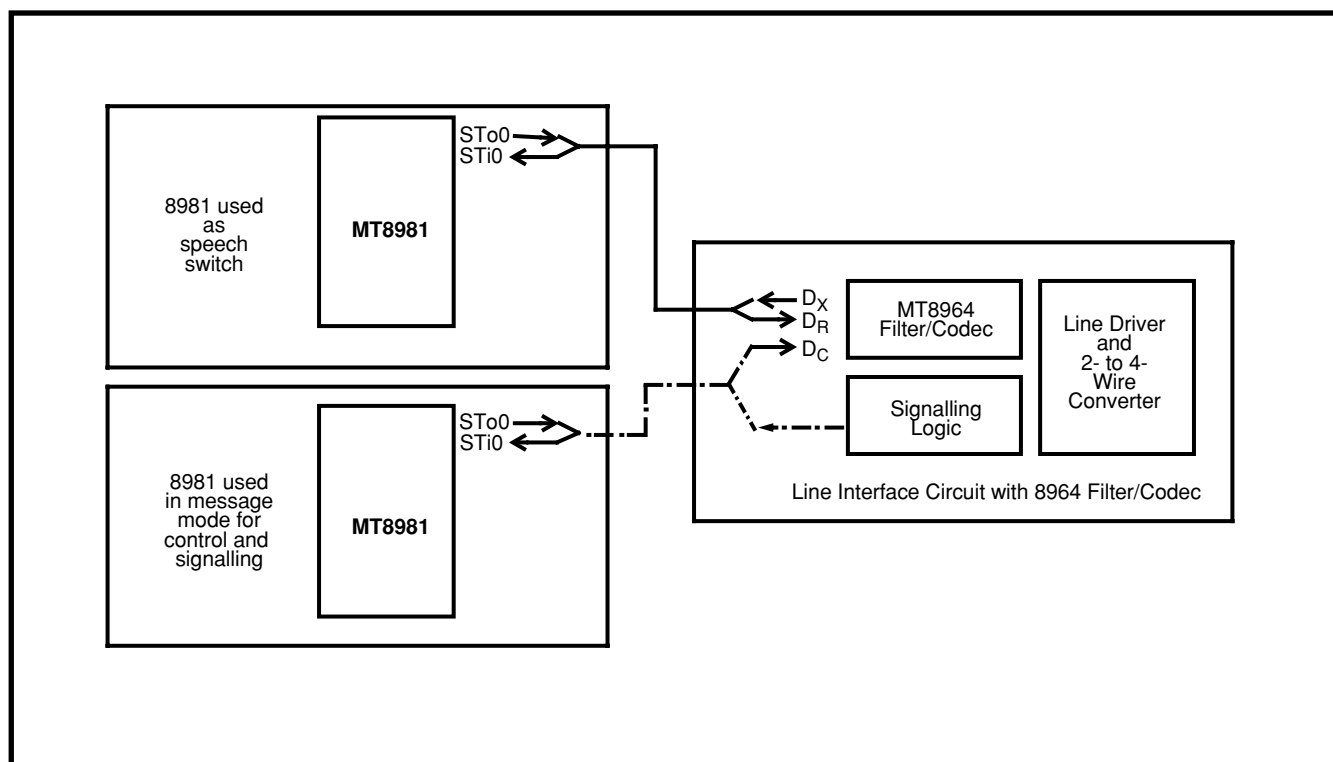 STo0
STi0
8981 used
as
speech
switch
MT8981
DX
DR
DC
MT8964
Filter/Codec
Line Driver
and
2- to 4-
Wire
Converter
Signalling
Logic
Line Interface Circuit with 8964 Filter/Codec
STo0
STi0
8981 used
in message
mode for
control and
signalling
MT8981